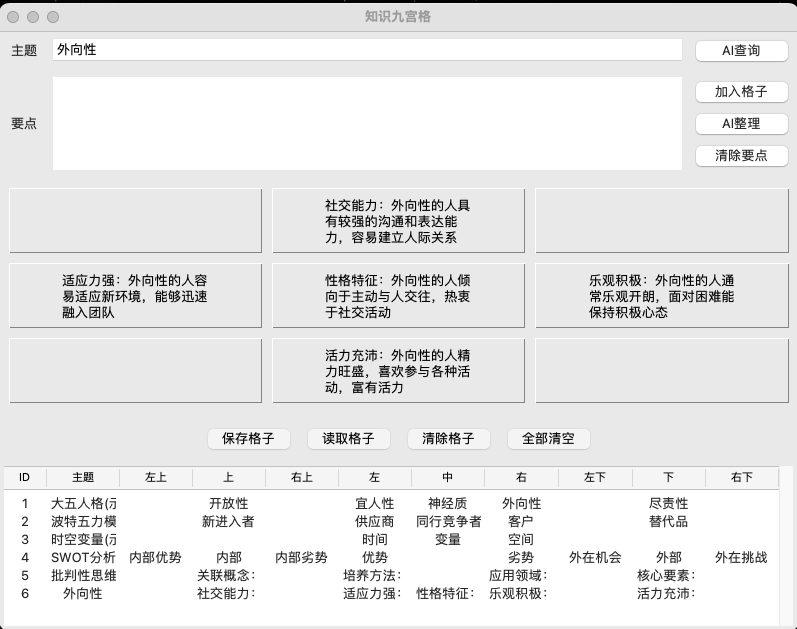 知识九宫格
主题 外向性 AI查询
要点 加入格子
AI整理
清除要点
社交能力：外向性的人具
有较强的沟通和表达能
力，容易建立人际关系
适应力强：外向性的人容
易适应新环境，能够迅速
融入团队
性格特征：外向性的人倾
向于主动与人交往，热衷
于社交活动
乐观积极：外向性的人通
常乐观开朗，面对困难能
保持积极心态
活力充沛：外向性的人精
力旺盛，喜欢参与各种活
动，富有活力
保存格子 读取格子 清除格子 全部清空
ID 主题 左上 上 右上 左 中 右 左下 下 右下
1 大五人格( 开放性 宜人性 神经质 外向性 尽责性
2 波特五力模 新进入者 供应商 同行竞争者 客户 替代品
3 时空变量( 时间 变量 空间
4 SWOT分析 内部优势 内部 内部劣势 优势 劣势 外在机会 外部 外在挑战
5 批判性思维 关联概念： 培养方法： 应用领域： 核心要素：
6 外向性 社交能力： 适应力强： 性格特征： 乐观积极： 活力充沛：